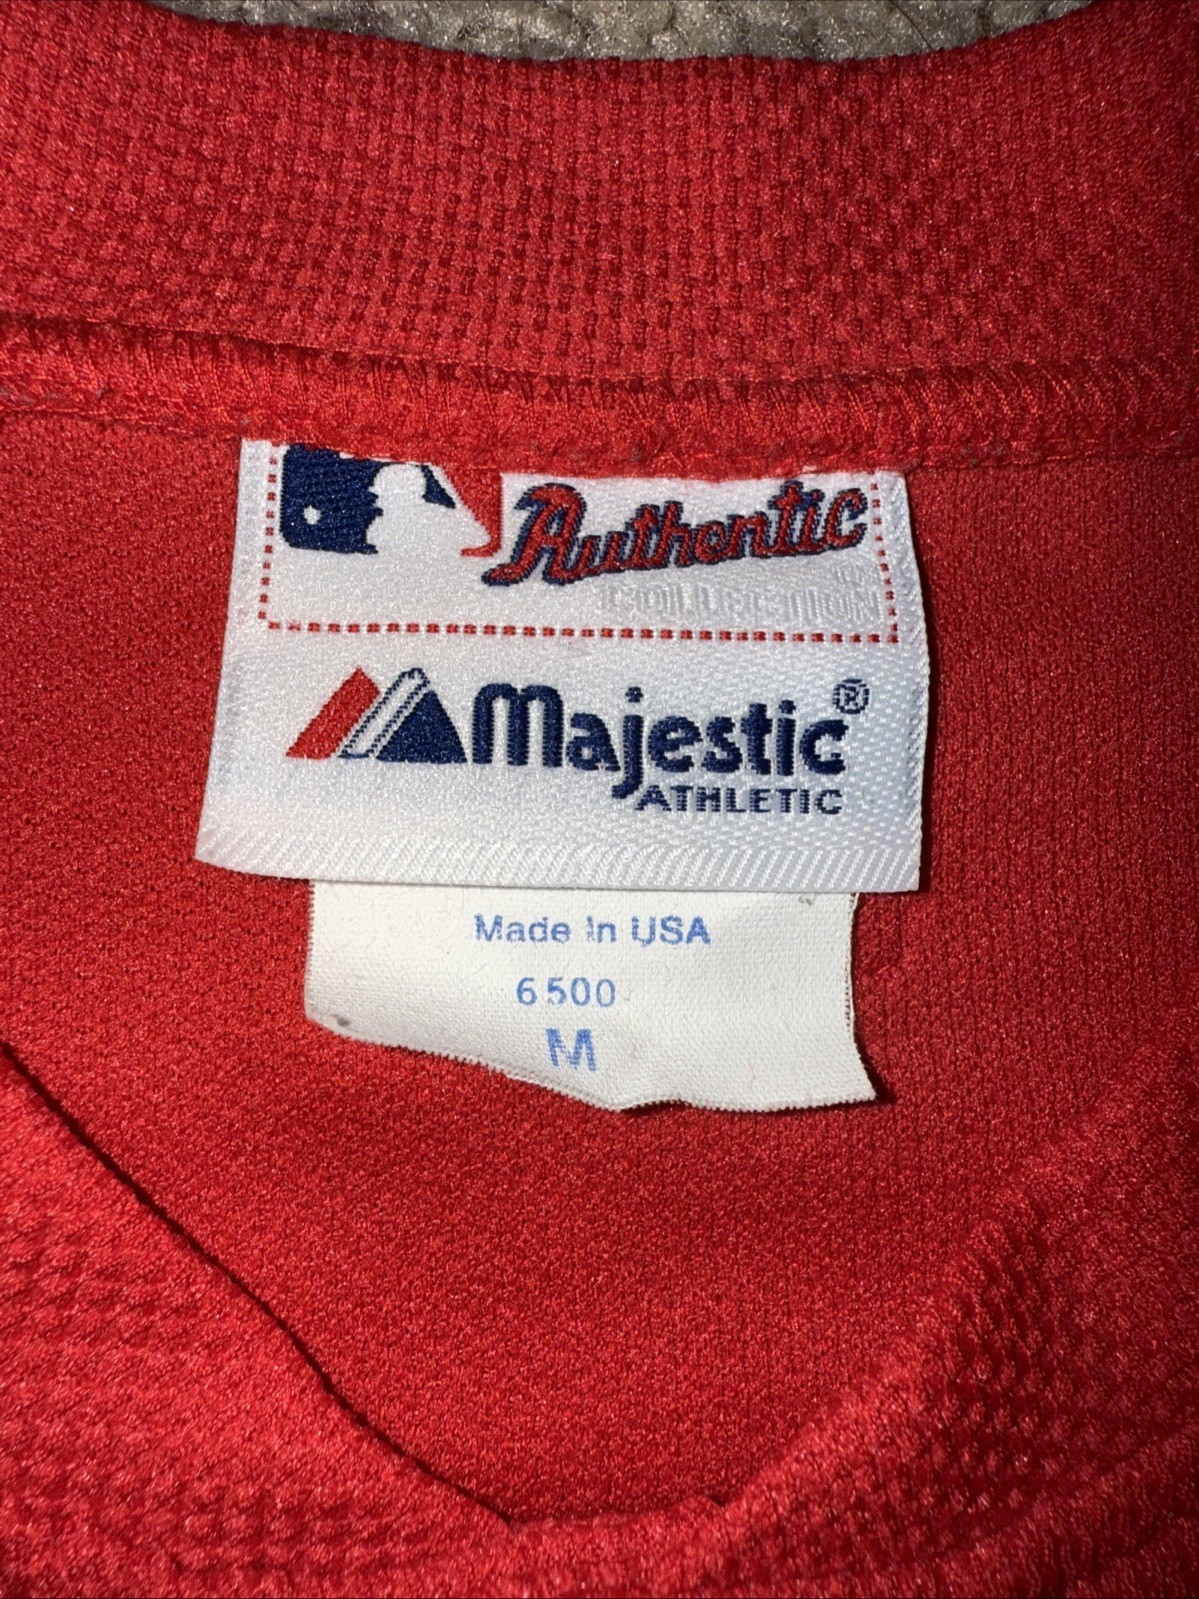 Authentic
COLLECTION
Majestic®
ATHLETIC
Made In USA
6500
M